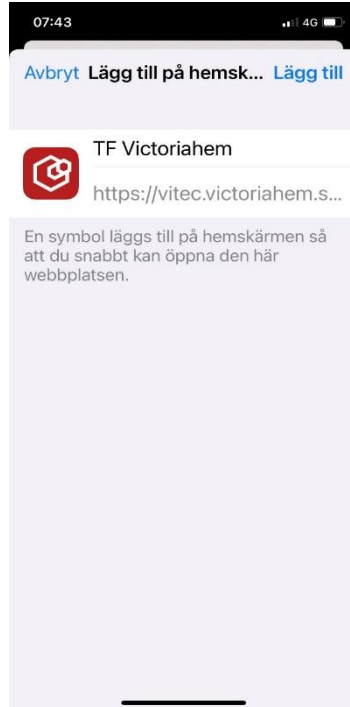 07:43 4G
Avbryt Lägg till på hemsk... Lägg till
TF Victoriahem
https://vitec.victoriahem.s...
En symbol läggs till på hemskärmen så
att du snabbt kan öppna den här
webbplatsen.